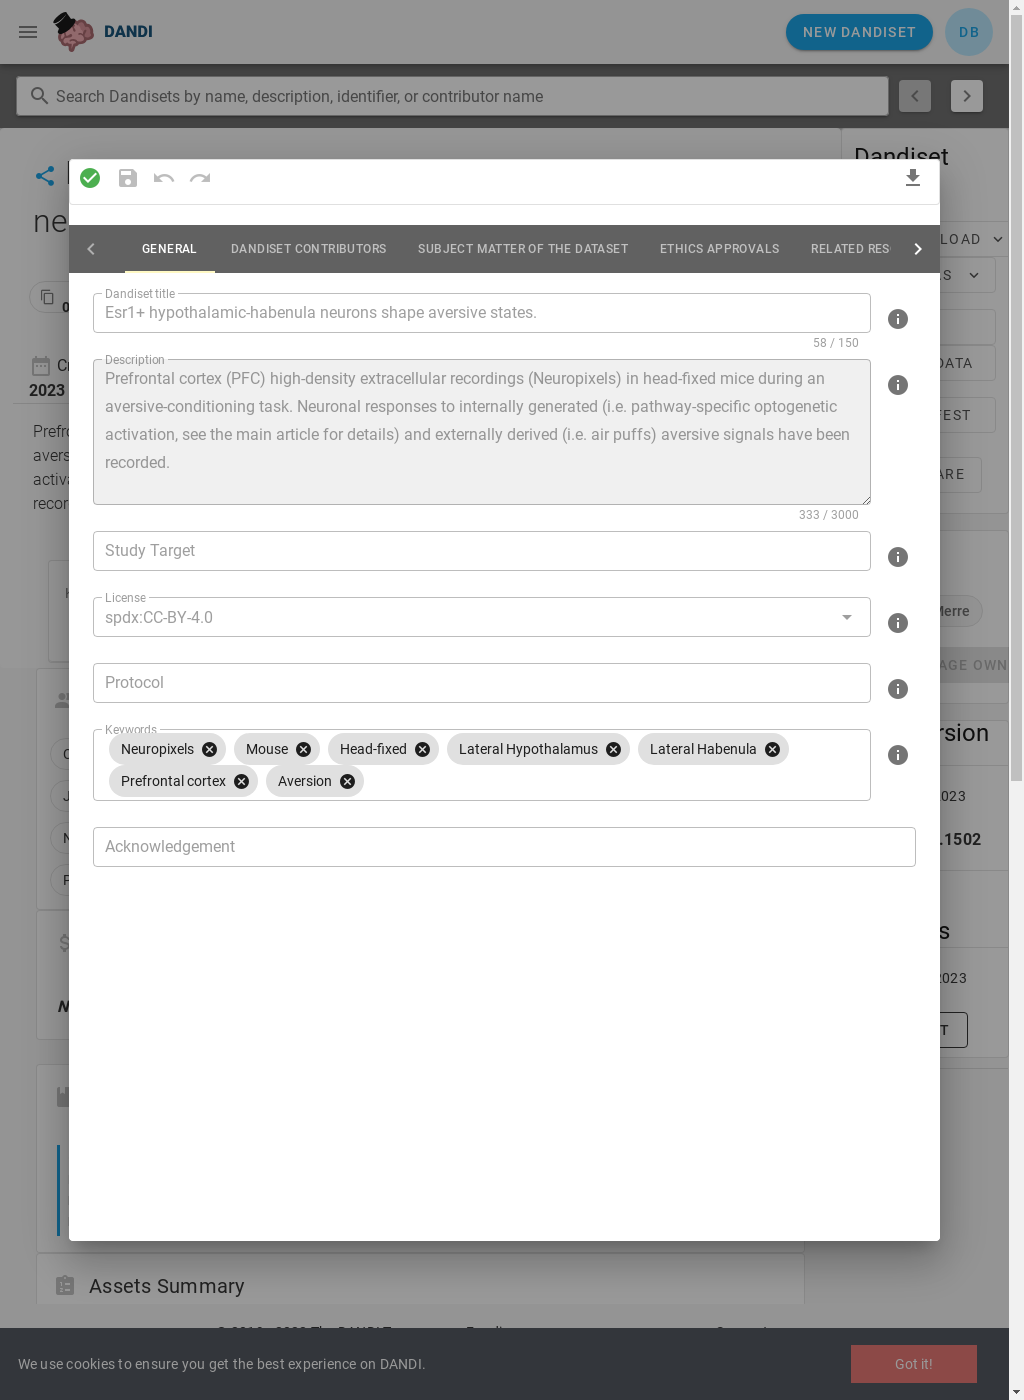 DANDI
NEW DANDISET
DB
Search Dandisets by name, description, identifier, or contributor name
Dandiset
ne
LOAD
GENERAL
DANDISET CONTRIBUTORS
SUBJECT MATTER OF THE DATASET
ETHICS APPROVALS
RELATED RES
Dandiset title
Esr1+ hypothalamic-habenula neurons shape aversive states.
58 / 150
Description
Prefrontal cortex (PFC) high-density extracellular recordings (Neuropixels) in head-fixed mice during an
aversive-conditioning task. Neuronal responses to internally generated (i.e. pathway-specific optogenetic
activation, see the main article for details) and externally derived (i.e. air puffs) aversive signals have been
recorded.
333 / 3000
2023
Prefr
avers
activa
recor
DATA
ARE
Study Target
License
spdx:CC-BY-4.0
Merre
AGE OWN
Protocol
Keywords
Neuropixels
Mouse
Head-fixed
Lateral Hypothalamus
Lateral Habenula
Prefrontal cortex
Aversion
rsion
2023
.1502
Acknowledgement
s
2023
T
Assets Summary
We use cookies to ensure you get the best experience on DANDI.
Got it!